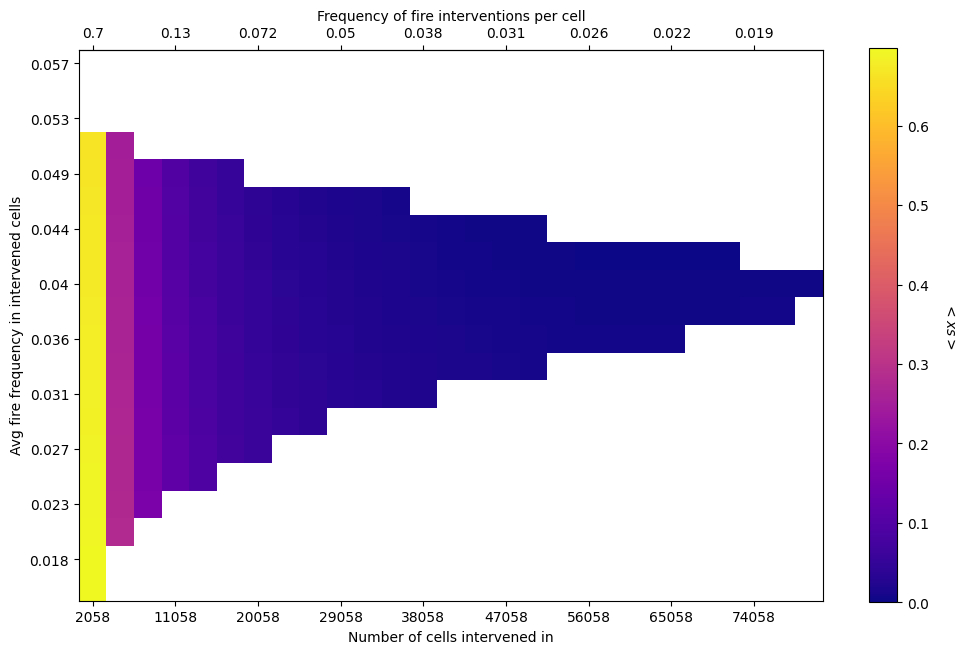 Frequency of fire interventions per cell
0.7 0.13 0.072 0.05 0.038 0.031 0.026 0.022 0.019
Avg fire frequency in intervened cells
0.057
0.053
0.049
0.044
0.04
0.036
0.031
0.027
0.023
0.018
2058 11058 20058 29058 38058 47058 56058 65058 74058
Number of cells intervened in
0.6
0.5
0.4
0.3
0.2
0.1
0.0
< sx >